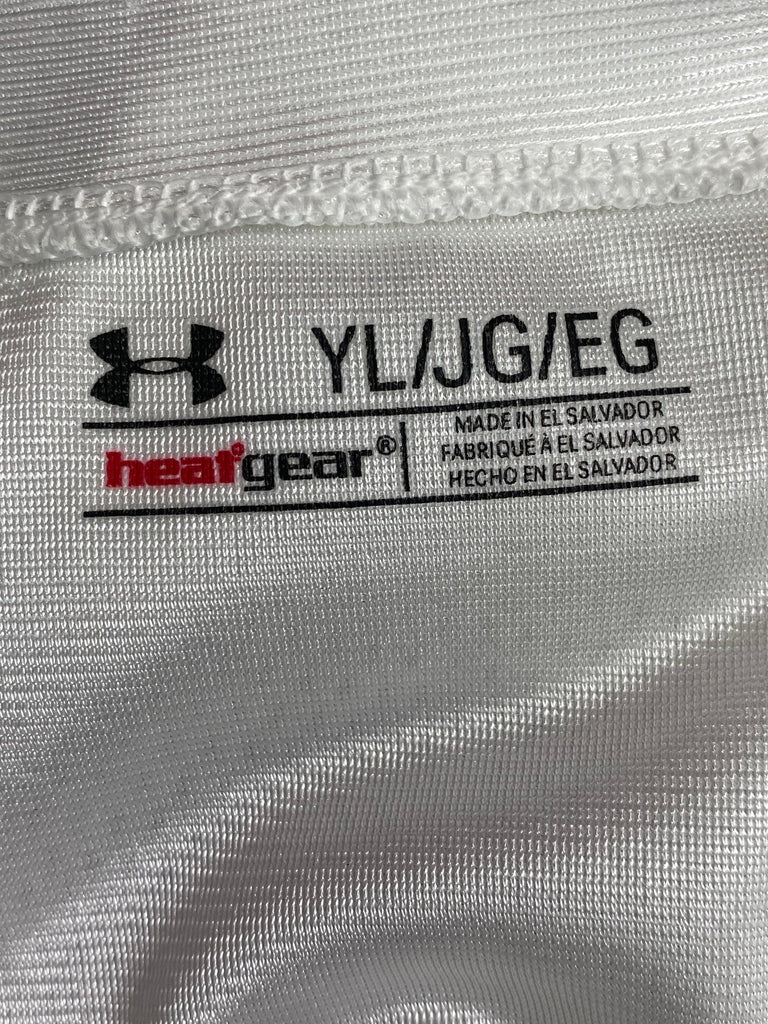 YL/JG/EG
heatgear®
MADE IN EL SALVADOR
FABRIQUÉ À EL SALVADOR
HECHO EN EL SALVADOR